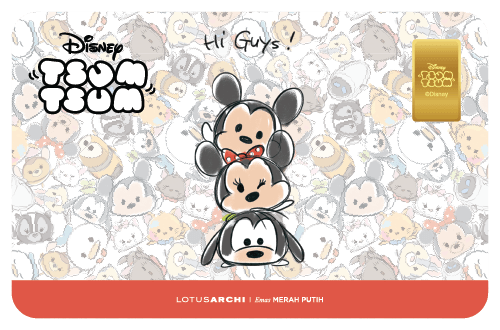 Disney
TSUM
TSUM
Hi Guys !
Disney
TSUM
TSUM
©Disney
LOTUSARCHI | Emas MERAH PUTIH